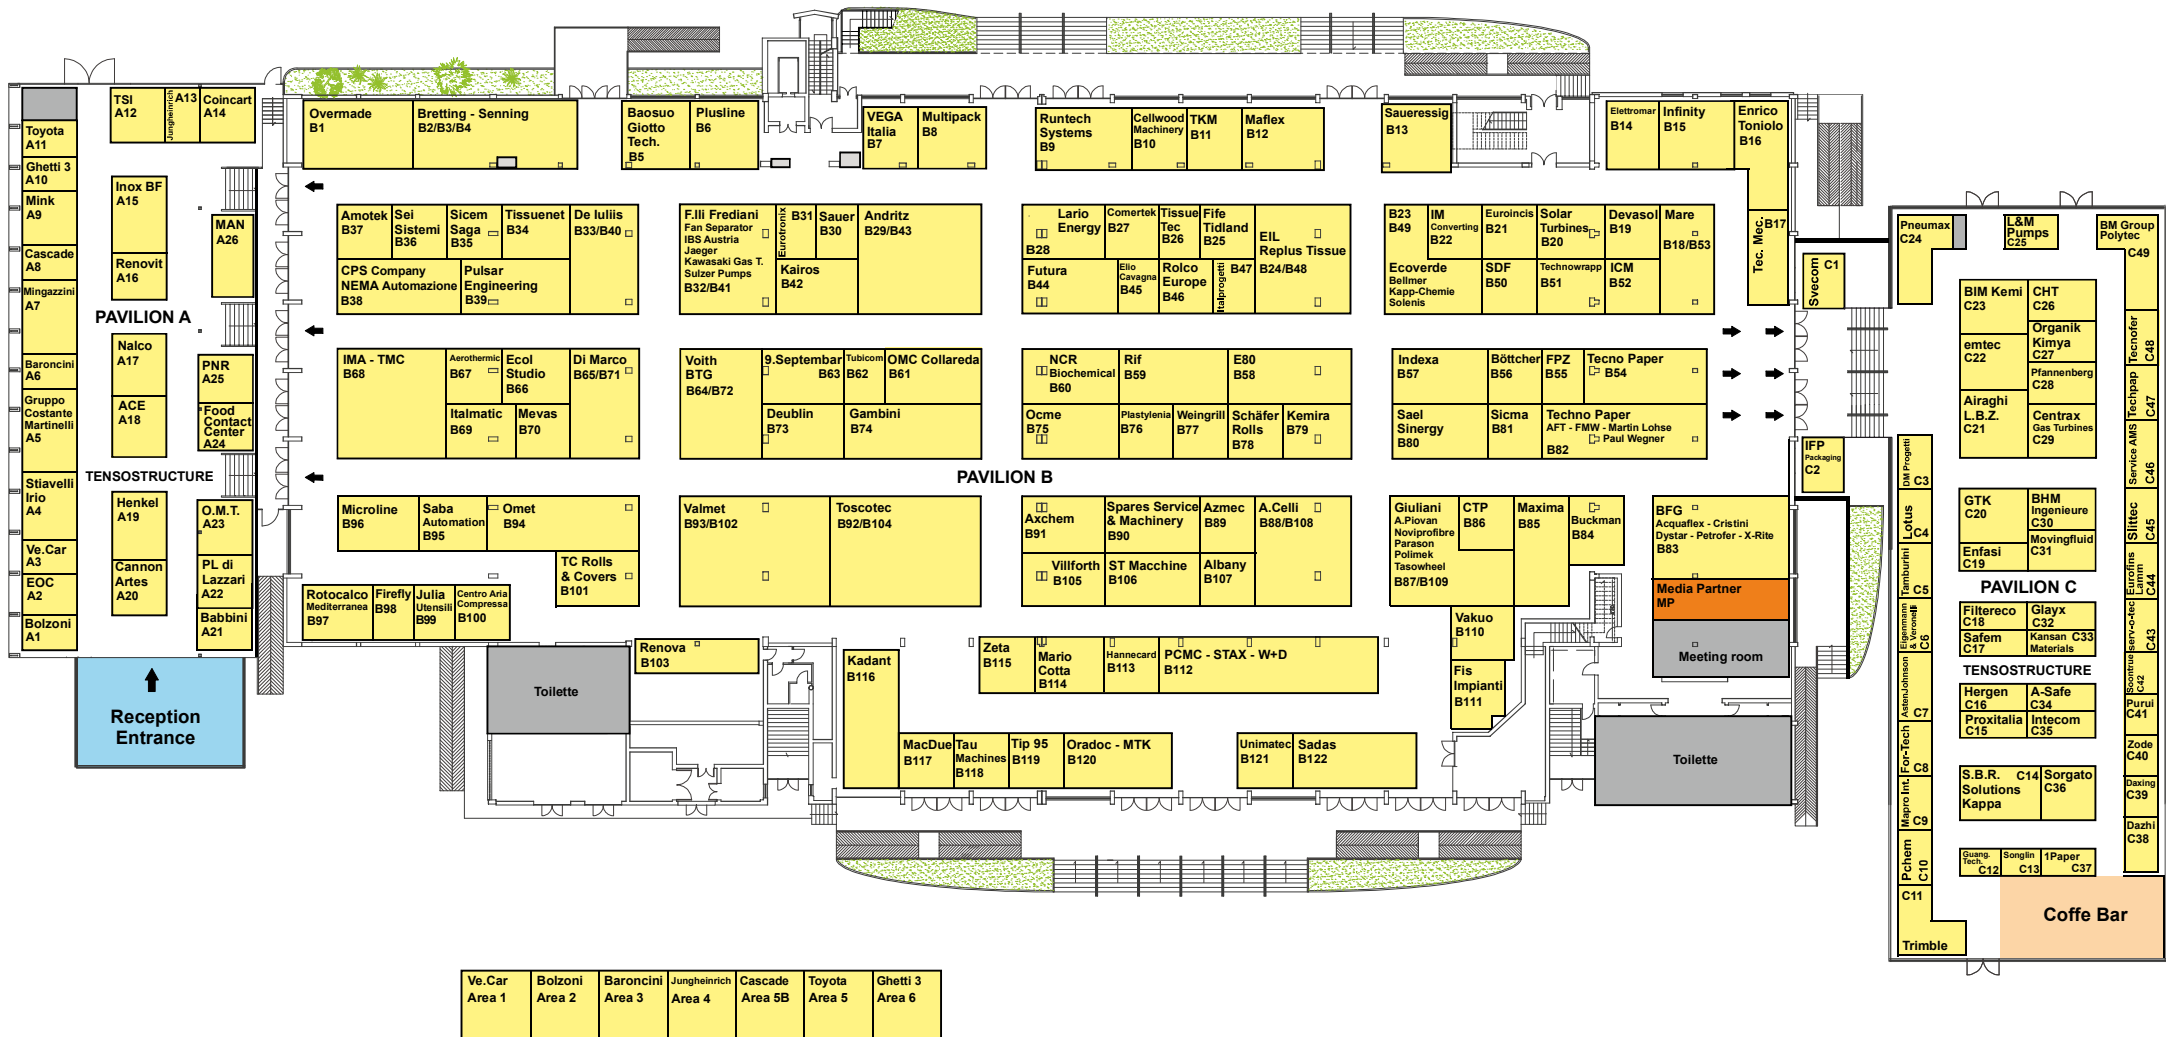 TSI
A12
Jungheinrich
A13
Coincart
A14
Toyota
A11
Ghetti 3
A10
Mink
A9
Cascade
A8
Mingazzini
A7
Baroncini
A6
Gruppo
Costante
Martinelli
A5
Stiavelli
Irio
A4
Ve.Car
A3
EOC
A2
Bolzoni
A1
Inox BF
A15
Renovit
A16
MAN
A26
PAVILION A
Nalco
A17
ACE
A18
PNR
A25
Food
Contact
Center
A24
TENSOSTRUCTURE
Henkel
A19
Cannon
Artes
A20
O.M.T.
A23
PL di
Lazzari
A22
Babbini
A21
Reception
Entrance
Overmade
B1
Bretting - Senning
B2/B3/B4
Baosuo
Giotto
Tech.
B5
Plusline
B6
VEGA
Italia
B7
Multipack
B8
Runtech
Systems
B9
Cellwood
Machinery
B10
TKM
B11
Maflex
B12
Saueressig
B13
Elettromar
B14
Infinity
B15
Enrico
Toniolo
B16
Tec. Mec.
B17
Amotek
B37
Sei
Sistemi
B36
Sicem
Saga
B35
Tissuenet
B34
De Iuliis
B33/B40
CPS Company
NEMA Automazione
B38
Pulsar
Engineering
B39
F.lli Frediani
Fan Separator
IBS Austria
Jaeger
Kawasaki Gas T.
Sulzer Pumps
B32/B41
Eurotronix
B31
Sauer
B30
Andritz
B29/B43
Kairos
B42
Lario
Energy
B28
Comertek
B27
Tissue
Tec
B26
Fife
Tidland
B25
EIL
Replus Tissue
B24/B48
Futura
B44
Elio
Cavagna
B45
Rolco
Europe
B46
Italprogetti
B47
B23
B49
Ecoverde
Bellmer
Kapp-Chemie
Solenis
IM
Converting
B22
Euroincis
B21
Solar
Turbines
B20
Devasol
B19
Mare
B18/B53
SDF
B50
Technowrapp
B51
ICM
B52
IMA - TMC
B68
Aerothermic
B67
Ecol
Studio
B66
Di Marco
B65/B71
Italmatic
B69
Mevas
B70
Voith
BTG
B64/B72
9.Septembar
B63
Tubicom
B62
OMC Collareda
B61
Deublin
B73
Gambini
B74
NCR
Biochemical
B60
Rif
B59
E80
B58
Ocme
B75
Plastylenia
B76
Weingrill
B77
Schäfer
Rolls
B78
Kemira
B79
Indexa
B57
Böttcher
B56
FPZ
B55
Tecno Paper
B54
Sael
Sinergy
B80
Sicma
B81
Techno Paper
AFT - FMW - Martin Lohse
Paul Wegner
B82
PAVILION B
Microline
B96
Saba
Automation
B95
Omet
B94
TC Rolls
& Covers
B101
Rotocalco
Mediterranea
B97
Firefly
B98
Julia
Utensili
B99
Centro Aria
Compressa
B100
Valmet
B93/B102
Toscotec
B92/B104
Axchem
B91
Spares Service
& Machinery
B90
Azmec
B89
A.Celli
B88/B108
Villforth
B105
ST Macchine
B106
Albany
B107
Giuliani
A.Piovan
Noviprofibre
Parason
Polimek
Tasowheel
B87/B109
CTP
B86
Maxima
B85
Buckman
B84
BFG
Acquaflex - Cristini
Dystar - Petrofer - X-Rite
B83
Media Partner
MP
Meeting room
Vakuo
B110
Fis
Impianti
B111
Renova
B103
Toilette
Kadant
B116
Zeta
B115
Mario
Cotta
B114
Hannecard
B113
PCMC - STAX - W+D
B112
MacDue
B117
Tau
Machines
B118
Tip 95
B119
Oradoc - MTK
B120
Unimatec
B121
Sadas
B122
Toilette
Svecom
C1
IFP
Packaging
C2
Pneumax
C24
L&M
Pumps
C25
BM Group
Polytec
C49
BIM Kemi
C23
CHT
C26
Organik
Kimya
C27
emtec
C22
Pfannenberg
C28
Airaghi
L.B.Z.
C21
Centrax
Gas Turbines
C29
Tecnofer
C48
Techpap
C47
Service AMS
C46
Slittec
C45
Eurofins
Lamm
C44
serv-o-tec
C43
Soontrue
C42
Purui
C41
Zode
C40
Daxing
C39
Dazhi
C38
DM Progetti
C3
Lotus
C4
Tamburini
C5
Eigenmann
& Veronelli
C6
AstenJohnson
C7
For-Tech
C8
Mapro Int.
C9
Pchem
C10
C11
Trimble
GTK
C20
BHM
Ingenieure
C30
Movingfluid
C31
Enfasi
C19
PAVILION C
Filtereco
C18
Glayx
C32
Safem
C17
Kansan C33
Materials
TENSOSTRUCTURE
Hergen
C16
A-Safe
C34
Proxitalia
C15
Intecom
C35
S.B.R. C14
Solutions
Kappa
Sorgato
C36
Guang.
Tech.
C12
Songlin
C13
1Paper
C37
Coffe Bar
Ve.Car
Area 1
Bolzoni
Area 2
Baroncini
Area 3
Jungheinrich
Area 4
Cascade
Area 5B
Toyota
Area 5
Ghetti 3
Area 6